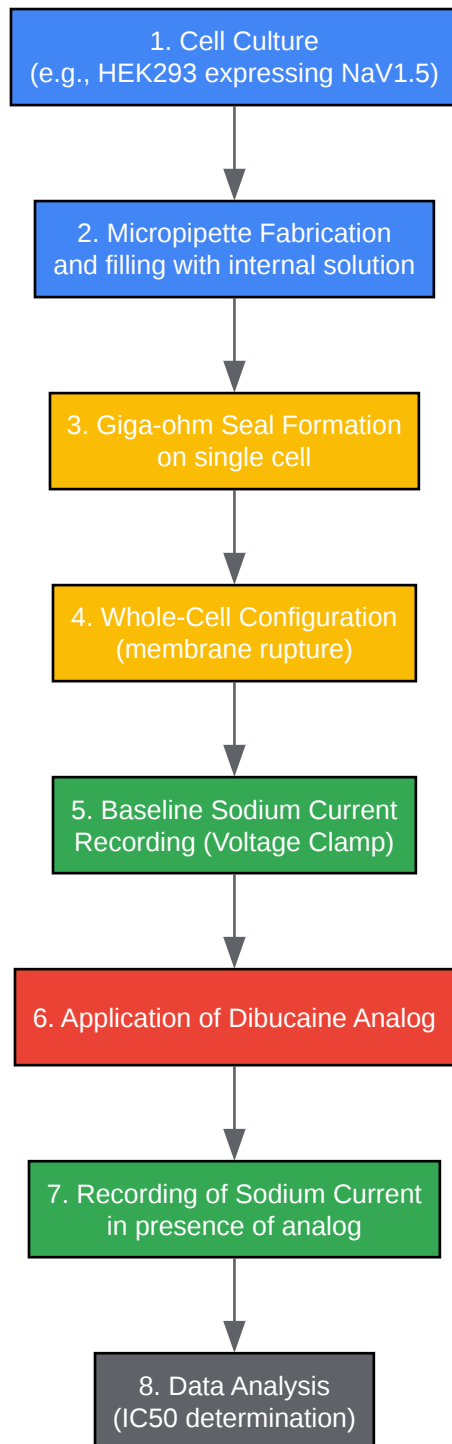 1. Cell Culture
(e.g., HEK293 expressing NaV1.5)
2. Micropipette Fabrication
and filling with internal solution
3. Giga-ohm Seal Formation
on single cell
4. Whole-Cell Configuration
(membrane rupture)
5. Baseline Sodium Current
Recording (Voltage Clamp)
6. Application of Dibucaine Analog
7. Recording of Sodium Current
in presence of analog
8. Data Analysis
(IC50 determination)